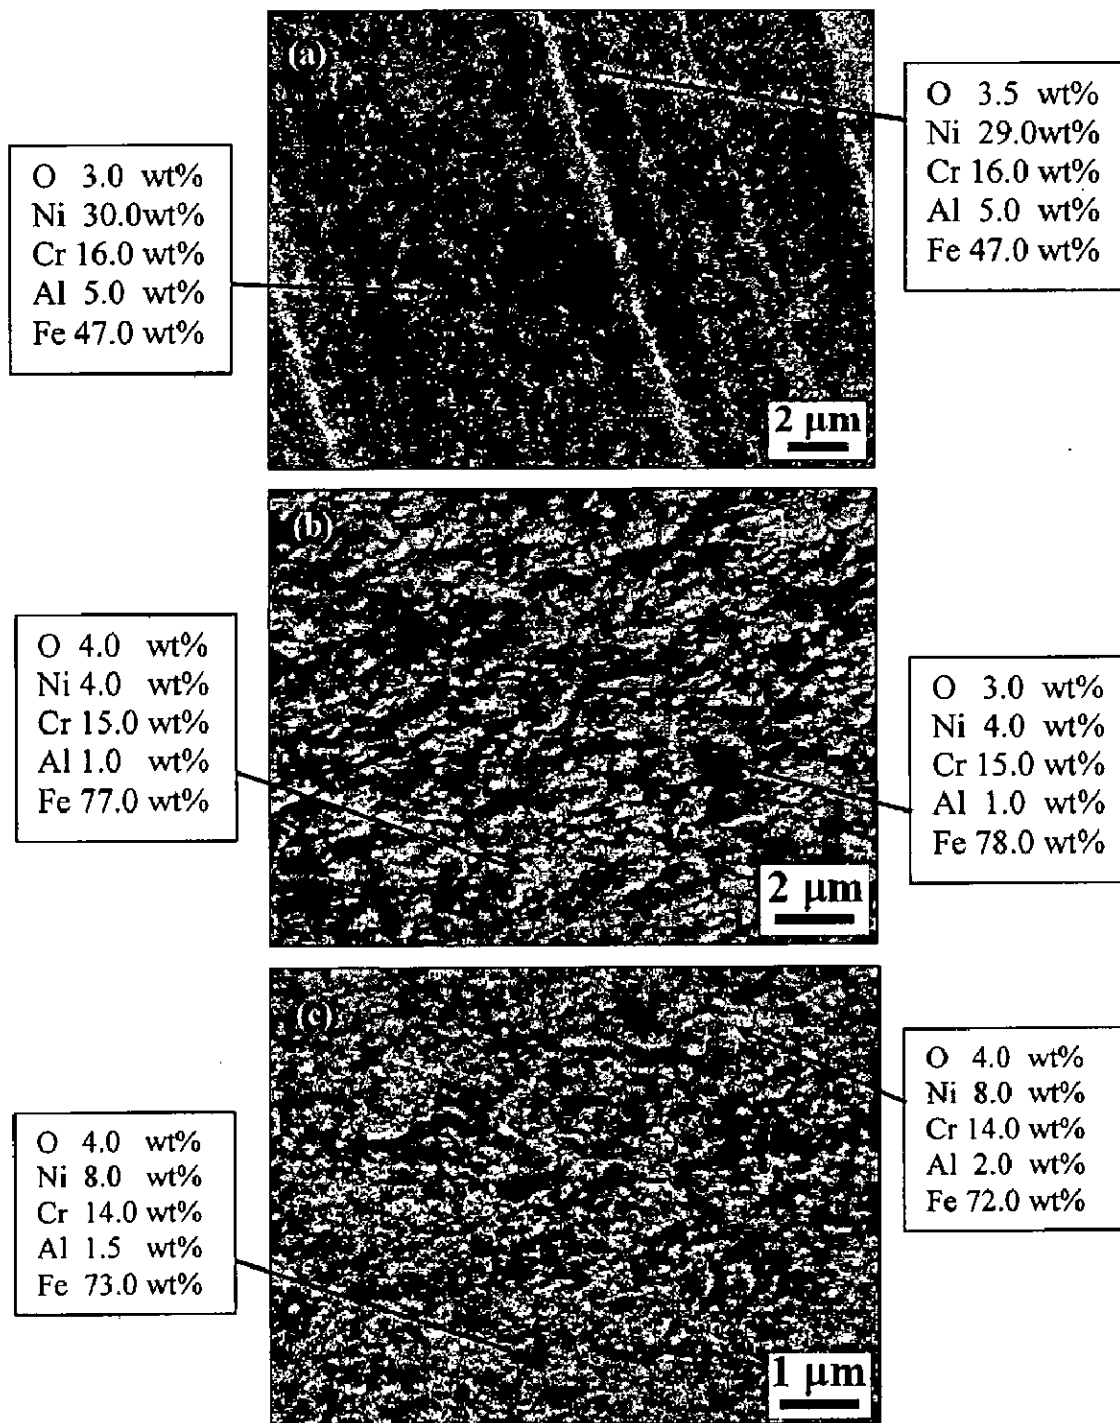 (a)
O 3.5 wt%
Ni 29.0wt%
Cr 16.0 wt%
Al 5.0 wt%
Fe 47.0 wt%
O 3.0 wt%
Ni 30.0wt%
Cr 16.0 wt%
Al 5.0 wt%
Fe 47.0 wt%
2 µm
(b)
O 4.0 wt%
Ni 4.0 wt%
Cr 15.0 wt%
Al 1.0 wt%
Fe 77.0 wt%
O 3.0 wt%
Ni 4.0 wt%
Cr 15.0 wt%
Al 1.0 wt%
Fe 78.0 wt%
2 µm
(c)
O 4.0 wt%
Ni 8.0 wt%
Cr 14.0 wt%
Al 2.0 wt%
Fe 72.0 wt%
O 4.0 wt%
Ni 8.0 wt%
Cr 14.0 wt%
Al 1.5 wt%
Fe 73.0 wt%
1 µm